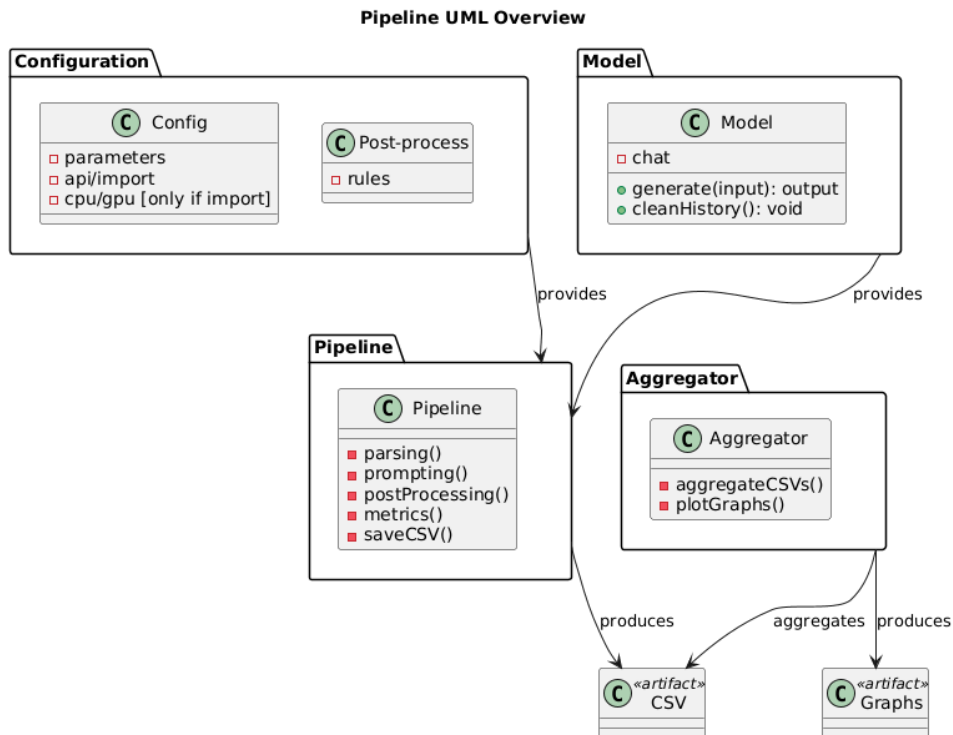 Pipeline UML Overview
Configuration
C Config
parameters
api/import
cpu/gpu [only if import]
C Post-process
rules
Model
C Model
chat
generate(input): output
cleanHistory(): void
provides
provides
Pipeline
C Pipeline
parsing()
prompting()
postProcessing()
metrics()
saveCSV()
Aggregator
C Aggregator
aggregateCSVs()
plotGraphs()
produces
aggregates
produces
C «artifact»
CSV
C «artifact»
Graphs